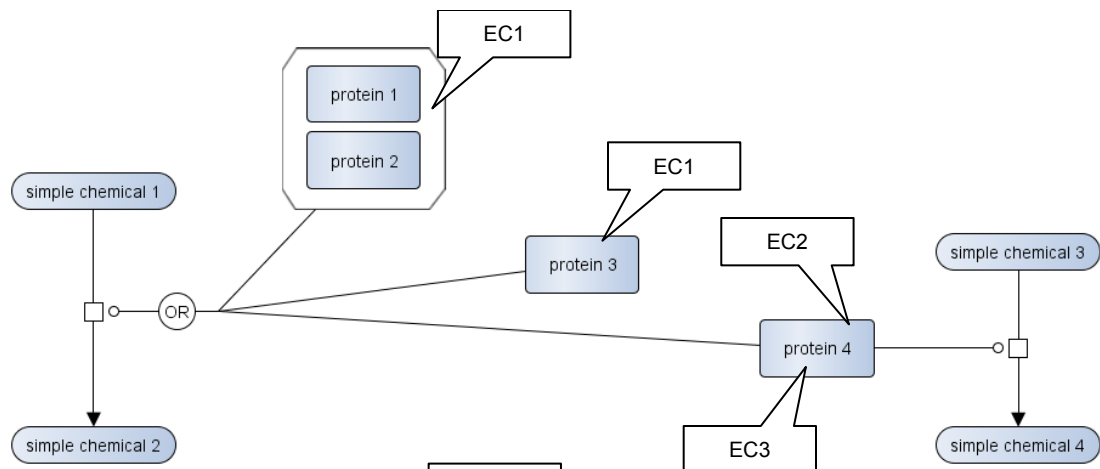 EC1
protein 1
protein 2
EC1
simple chemical 1
EC2
simple chemical 3
protein 3
OR
protein 4
simple chemical 2
EC3
simple chemical 4